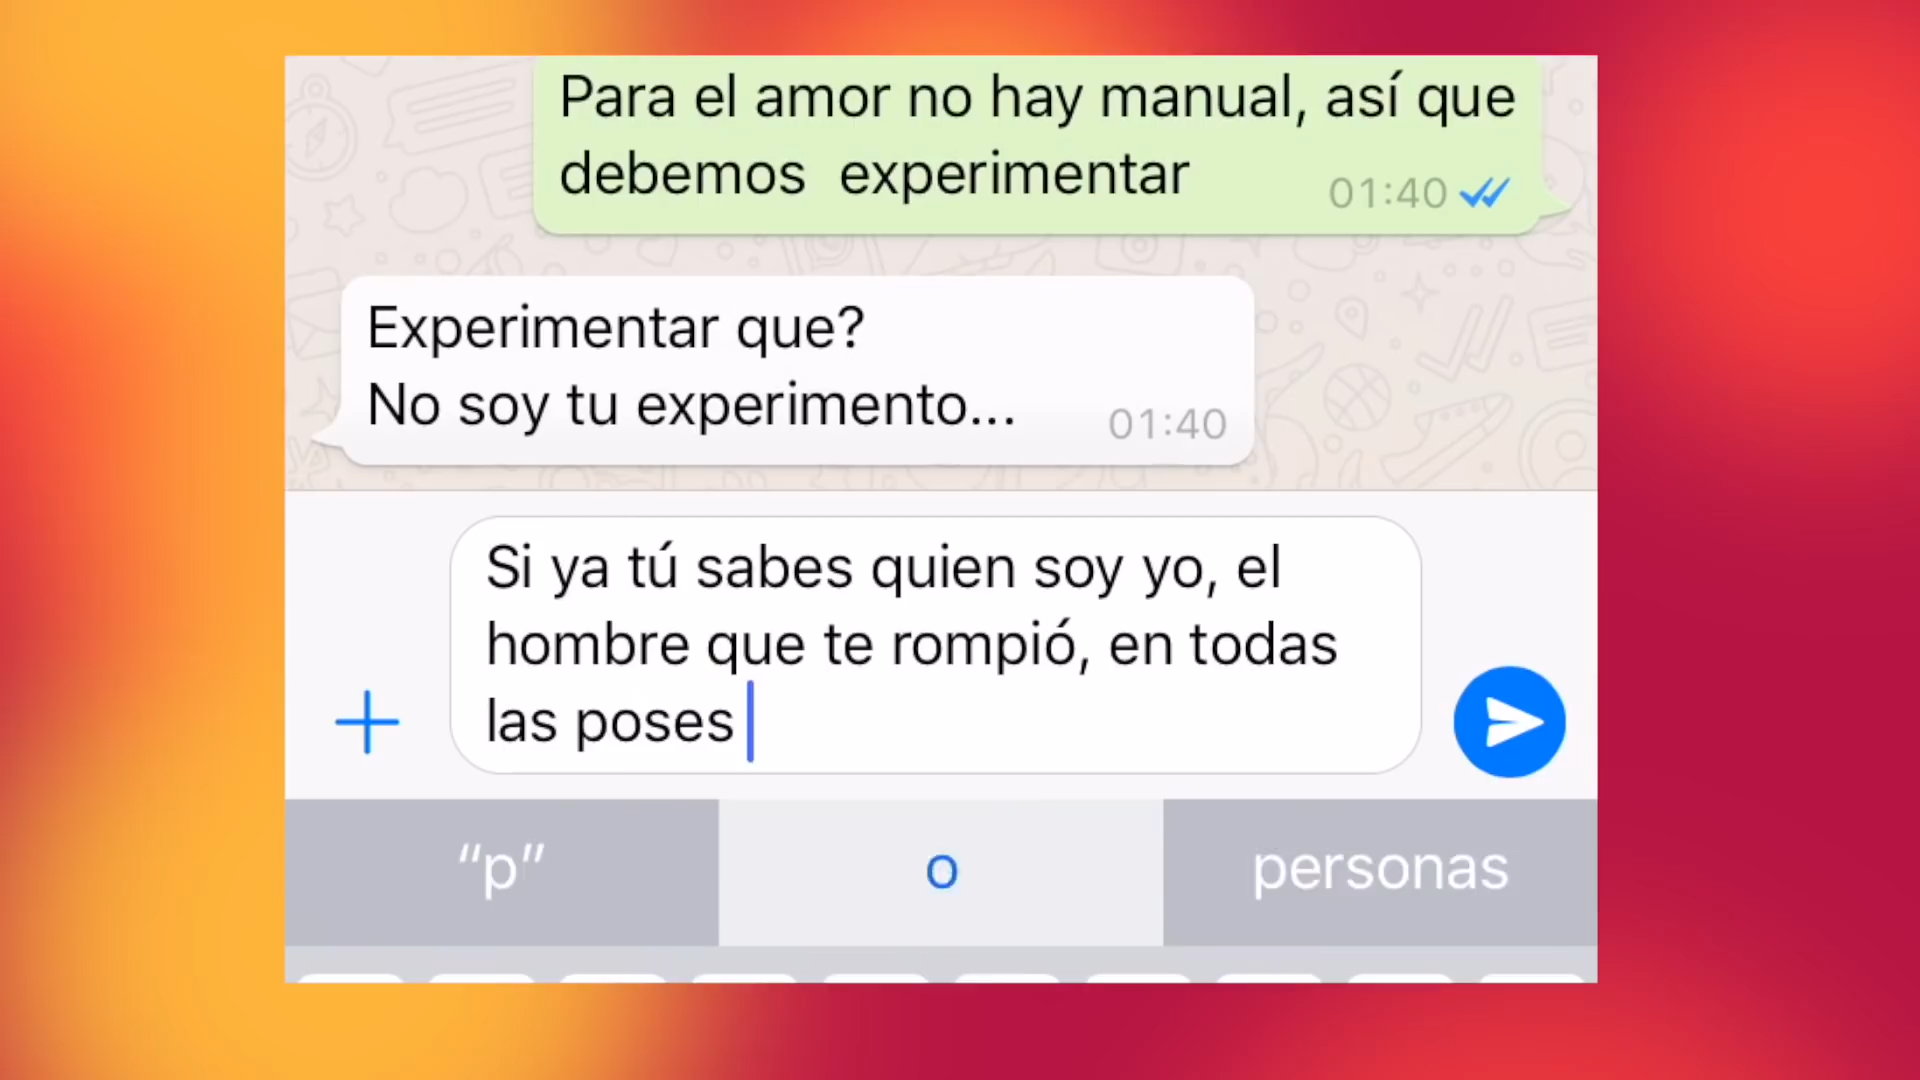 Para el amor no hay manual, así que
debemos  experimentar
01:40
Experimentar que?
No soy tu experimento...
01:40
Si ya tú sabes quien soy yo, el
hombre que te rompió, en todas
las poses
“p”
o
personas